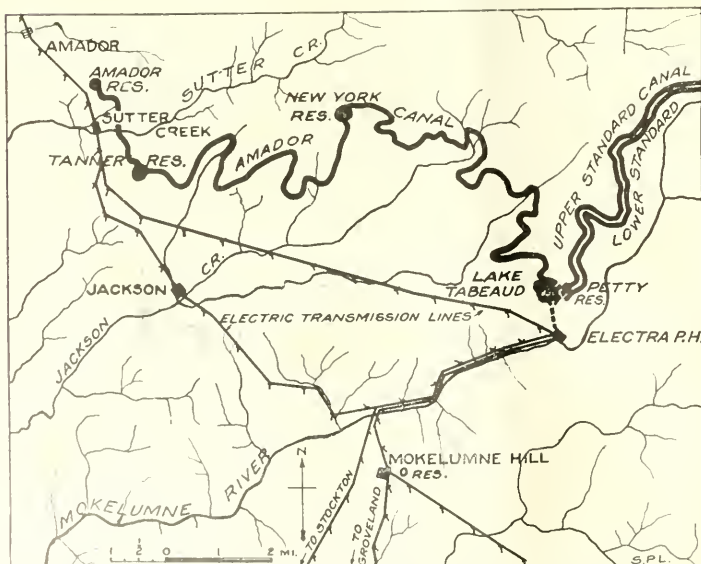 AMADOR
AMADOR
RES.
SUTTER CR.
SUTTER
CREEK
NEW YORK
RES.
CANAL
AMADOR
TANNER RES.
UPPER STANDARD CANAL
LOWER STANDARD
LAKE
TABEAUD
PETTY
RES.
JACKSON
JACKSON CR.
ELECTRIC TRANSMISSION LINES
ELECTRA P.H.
MOKELUMNE HILL
RES.
MOKELUMNE RIVER
N
TO STOCKTON
TO GROVELAND
1 ½ 0 2 MI.
S.P.L.